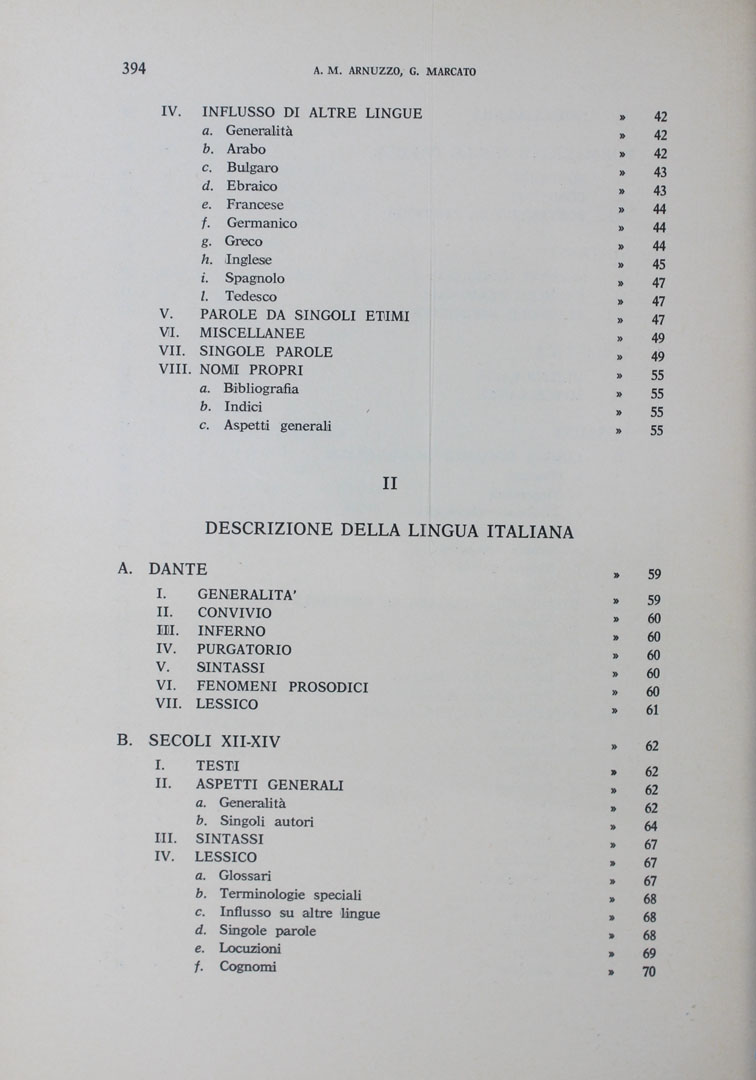 394 A. M. ARNUZZO, G. MARCATO
IV. INFLUSSO DI ALTRE LINGUE » 42
a. Generalità » 42
b. Arabo » 42
c. Bulgaro » 43
d. Ebraico » 43
e. Francese » 44
f. Germanico » 44
g. Greco » 44
h. Inglese » 45
i. Spagnolo » 47
l. Tedesco » 47
V. PAROLE DA SINGOLI ETIMI » 47
VI. MISCELLANEE » 49
VII. SINGOLE PAROLE » 49
VIII. NOMI PROPRI » 55
a. Bibliografia » 55
b. Indici » 55
c. Aspetti generali » 55
II
DESCRIZIONE DELLA LINGUA ITALIANA
A. DANTE » 59
I. GENERALITA' » 59
II. CONVIVIO » 60
III. INFERNO » 60
IV. PURGATORIO » 60
V. SINTASSI » 60
VI. FENOMENI PROSODICI » 60
VII. LESSICO » 61
B. SECOLI XII-XIV » 62
I. TESTI » 62
II. ASPETTI GENERALI » 62
a. Generalità » 62
b. Singoli autori » 64
III. SINTASSI » 67
IV. LESSICO » 67
a. Glossari » 67
b. Terminologie speciali » 68
c. Influsso su altre lingue » 68
d. Singole parole » 68
e. Locuzioni » 69
f. Cognomi » 70